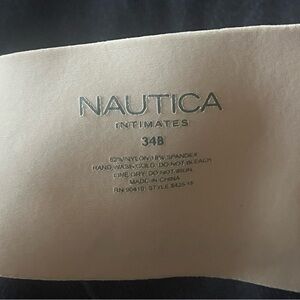 NAUTICA
INTIMATES
34B
82% NYLON 18% SPANDEX
HAND WASH COLD. DO NOT BLEACH
LINE DRY. DO NOT IRON.
MADE IN CHINA
STYLE